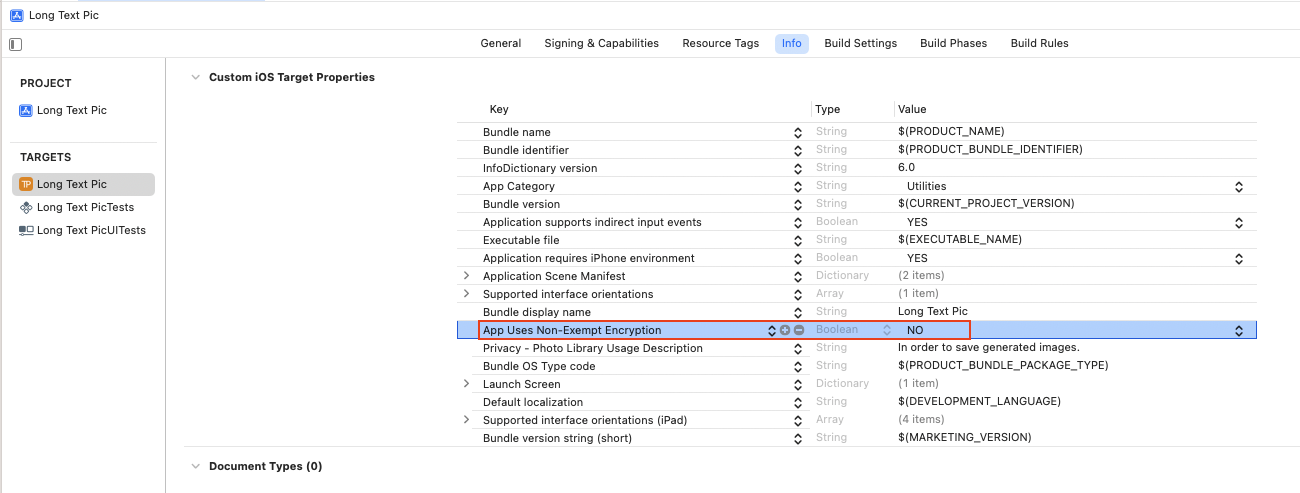 Long Text Pic
General Signing & Capabilities Resource Tags Info Build Settings Build Phases Build Rules
PROJECT
Long Text Pic
TARGETS
Long Text Pic
Long Text PicTests
Long Text PicUITests
Custom iOS Target Properties
Key Type Value
Bundle name String $(PRODUCT_NAME)
Bundle identifier String $(PRODUCT_BUNDLE_IDENTIFIER)
InfoDictionary version String 6.0
App Category String Utilities
Bundle version String $(CURRENT_PROJECT_VERSION)
Application supports indirect input events Boolean YES
Executable file String $(EXECUTABLE_NAME)
Application requires iPhone environment Boolean YES
Application Scene Manifest Dictionary (2 items)
Supported interface orientations Array (1 item)
Bundle display name String Long Text Pic
App Uses Non-Exempt Encryption Boolean NO
Privacy - Photo Library Usage Description String In order to save generated images.
Bundle OS Type code String $(PRODUCT_BUNDLE_PACKAGE_TYPE)
Launch Screen Dictionary (1 item)
Default localization String $(DEVELOPMENT_LANGUAGE)
Supported interface orientations (iPad) Array (4 items)
Bundle version string (short) String $(MARKETING_VERSION)
Document Types (0)